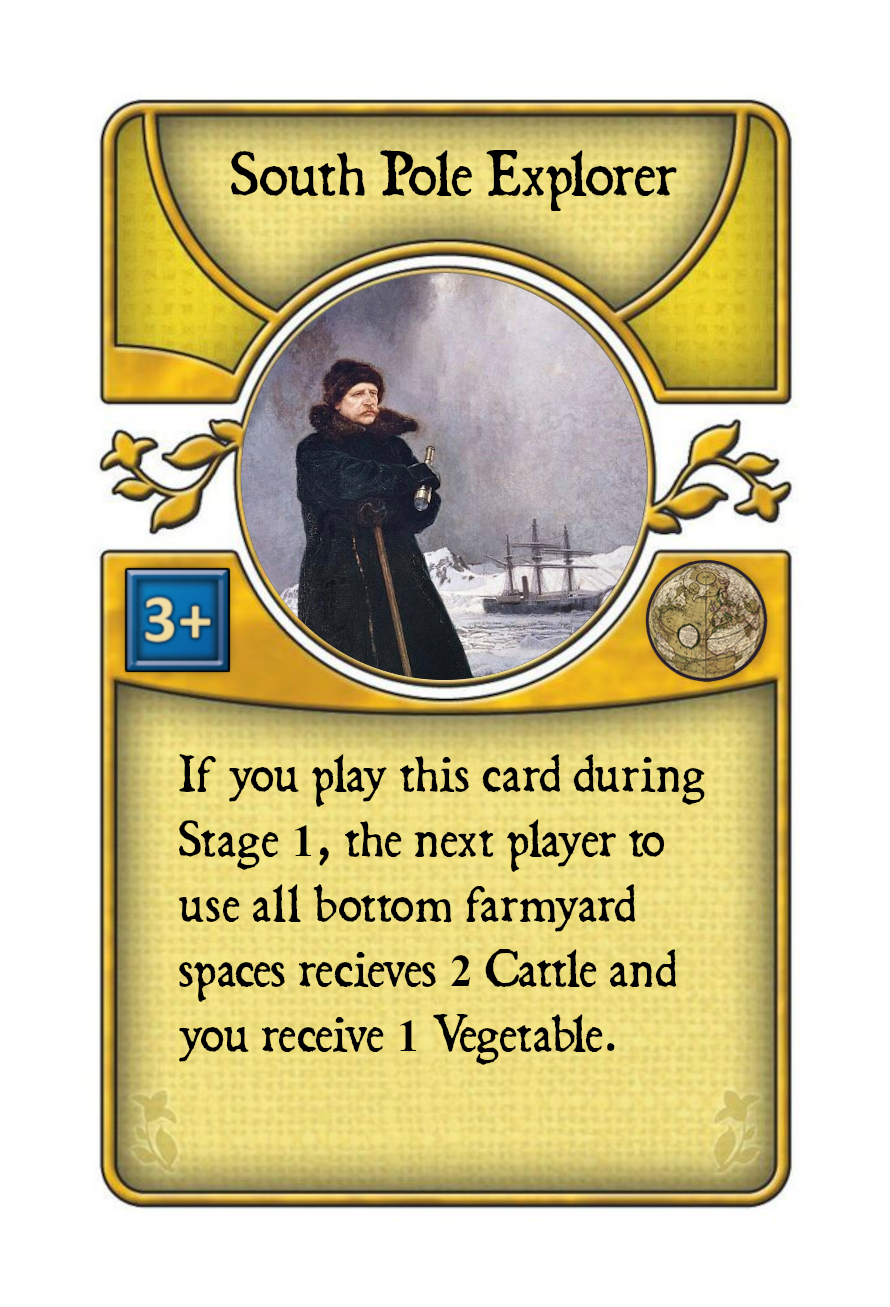 South Pole Explorer
3+
If you play this card during
Stage 1, the next player to
use all bottom farmyard
spaces recieves 2 Cattle and
you receive 1 Vegetable.